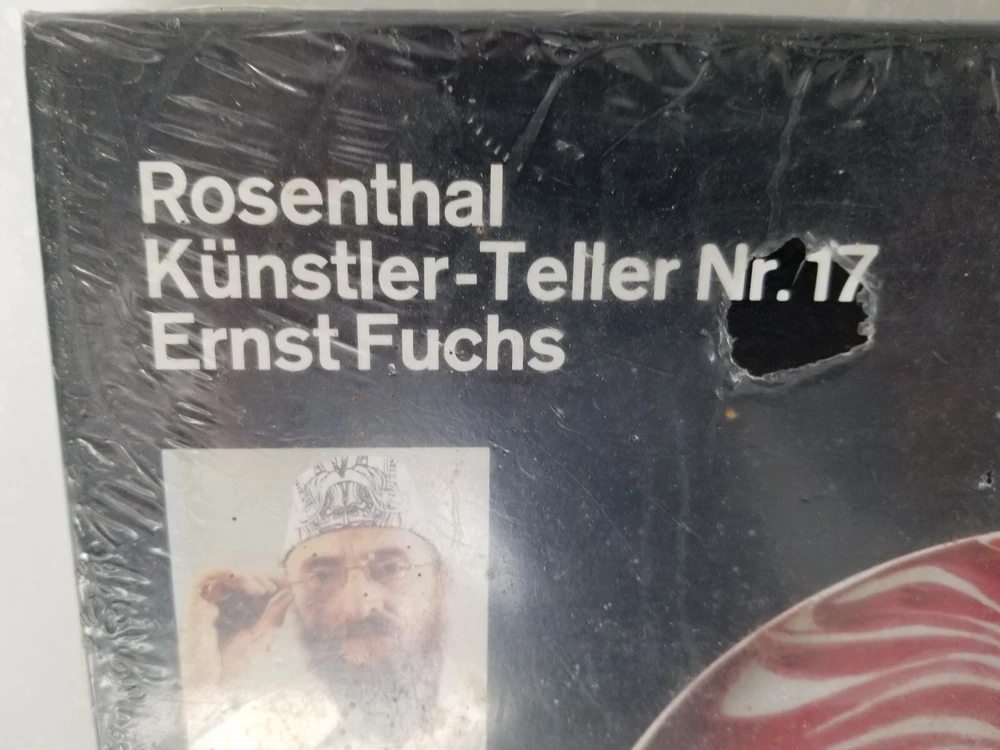 Rosenthal
Künstler-Teller Nr. 17
Ernst Fuchs